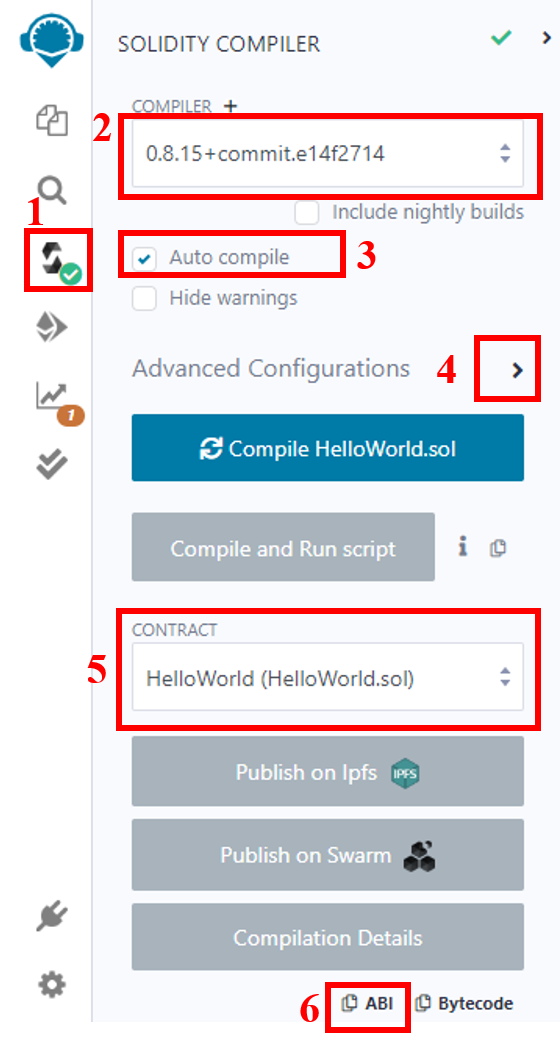 SOLIDITY COMPILER
COMPILER +
2
0.8.15+commit.e14f2714
1
Include nightly builds
Auto compile
3
Hide warnings
Advanced Configurations
4
1
Compile HelloWorld.sol
Compile and Run script
i
CONTRACT
5
HelloWorld (HelloWorld.sol)
Publish on Ipfs
IPFS
Publish on Swarm
Compilation Details
6
ABI
Bytecode